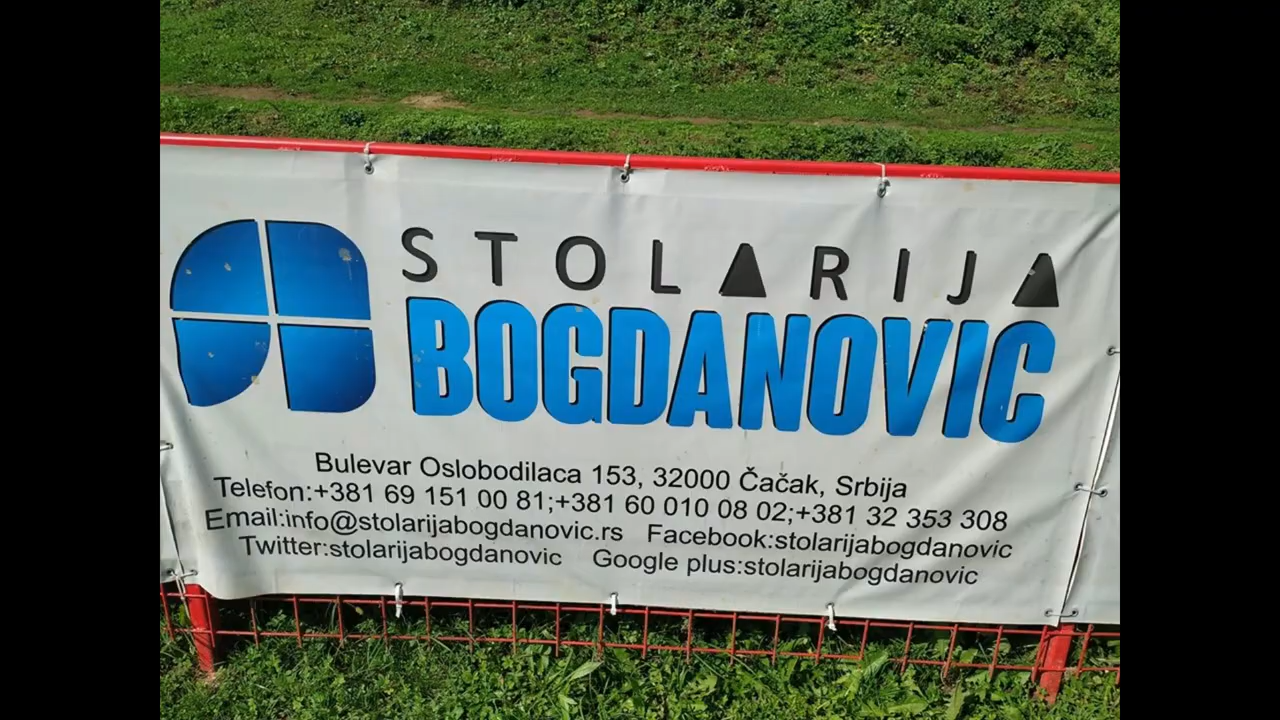 STOLARIJA
BOGDANOVIC
Bulevar Oslobodilaca 153, 32000 Čačak, Srbija
Telefon:+381 69 151 00 81;+381 60 010 08 02;+381 32 353 308
Email:info@stolarijabogdanovic.rs Facebook:stolarijabogdanovic
Twitter:stolarijabogdanovic Google plus:stolarijabogdanovic